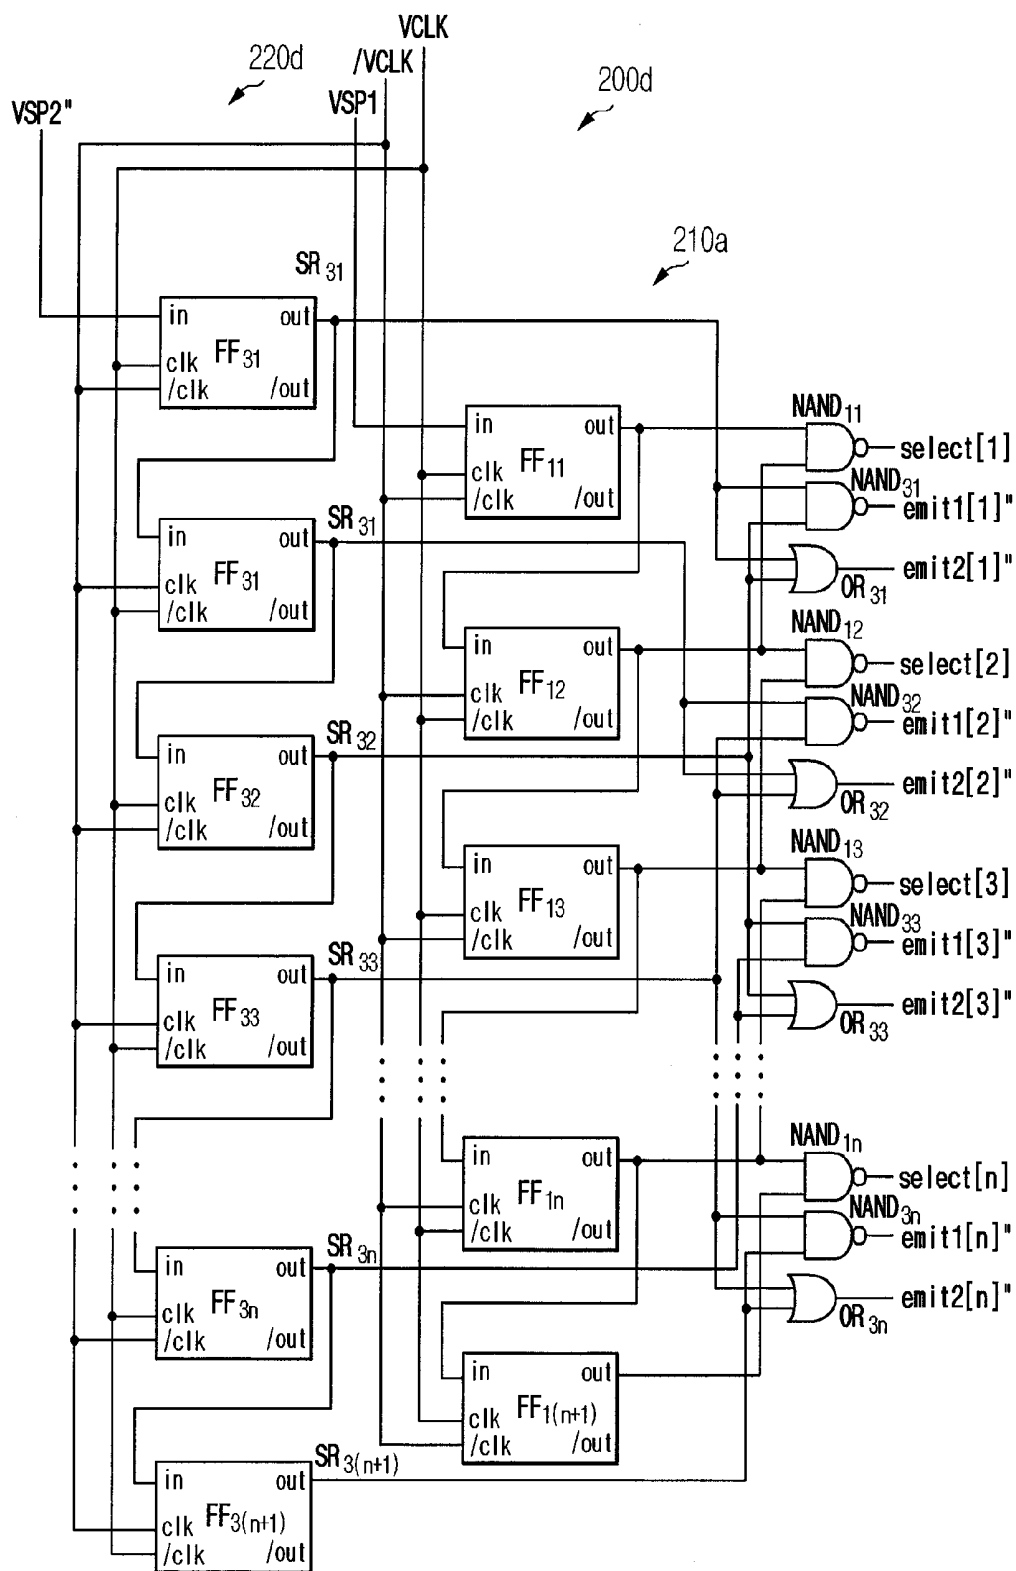 VCLK
220d
/VCLK
200d
VSP2"
VSP1
210a
SR31
in out
FF31
clk
/clk /out
NAND11
in out
select[1]
FF11
clk
/clk /out
NAND31
emit1[1]"
SR31
in out
FF31
clk
/clk /out
emit2[1]"
OR31
NAND12
in out
select[2]
FF12
clk
/clk /out
NAND32
emit1[2]"
SR32
in out
FF32
clk
/clk /out
emit2[2]"
OR32
NAND13
in out
select[3]
FF13
clk
/clk /out
NAND33
emit1[3]"
SR33
in out
FF33
clk
/clk /out
emit2[3]"
OR33
NAND1n
in out
select[n]
FF1n
clk
/clk /out
NAND3n
emit1[n]"
SR3n
in out
FF3n
clk
/clk /out
emit2[n]"
OR3n
in out
FF1(n+1)
clk
/clk /out
SR3(n+1)
in out
FF3(n+1)
clk
/clk /out